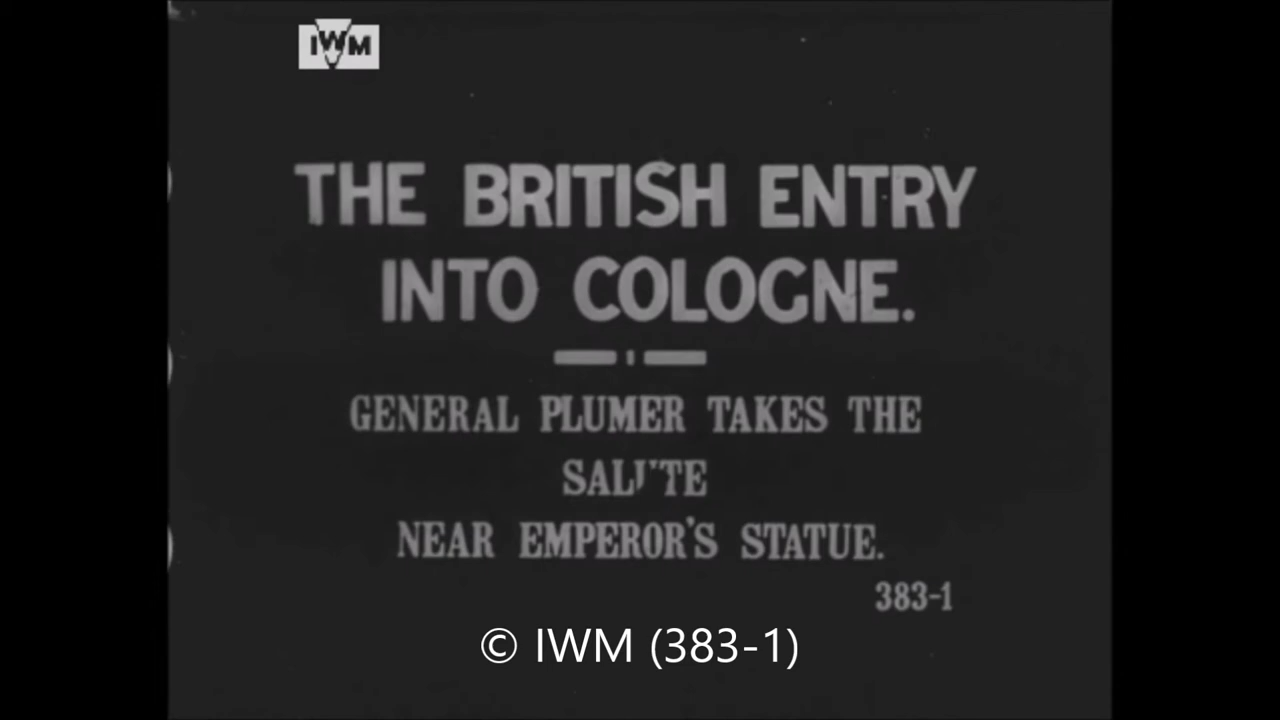 IWM
THE BRITISH ENTRY
INTO COLOGNE.
GENERAL PLUMER TAKES THE
SALUTE
NEAR EMPEROR'S STATUE.
383-1
© IWM (383-1)